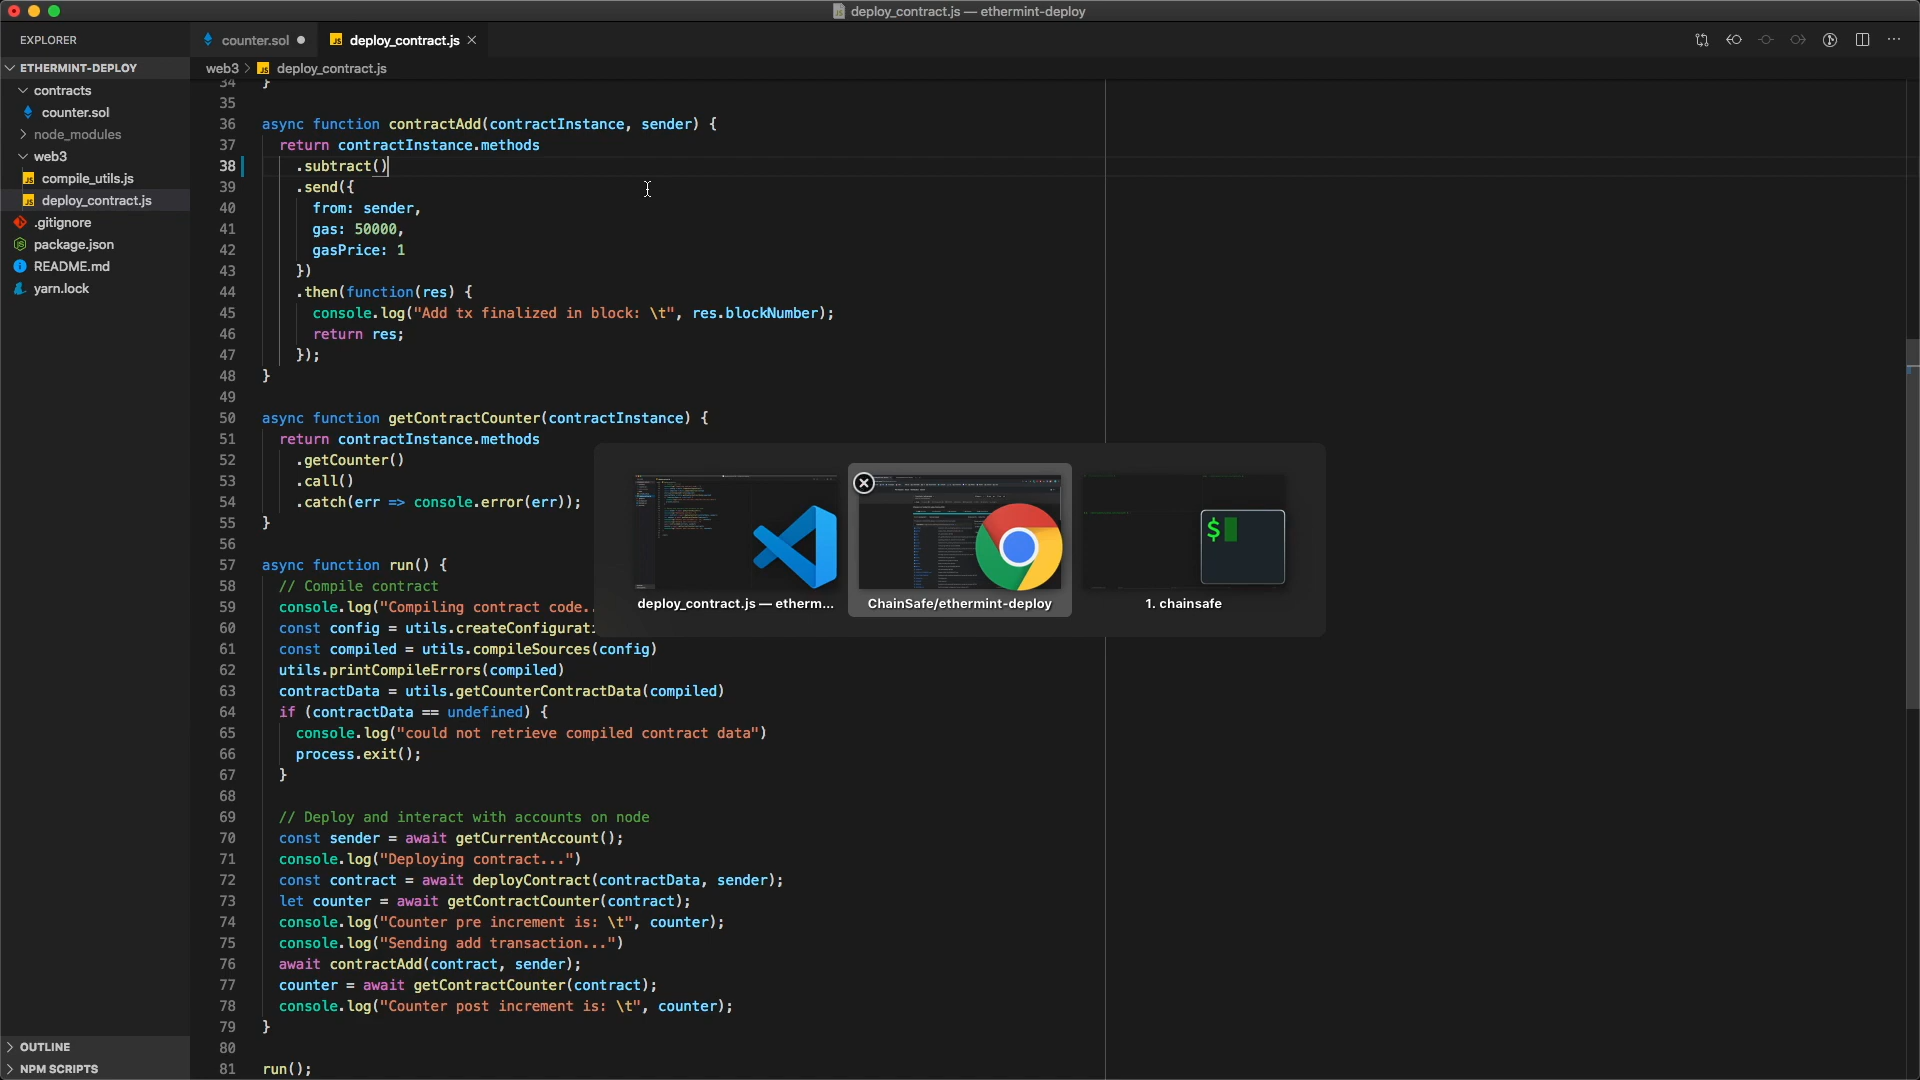 deploy_contract.js — ethermint-deploy
EXPLORER
counter.sol
deploy_contract.js
ETHERMINT-DEPLOY
web3 > deploy_contract.js
contracts
counter.sol
node_modules
web3
compile_utils.js
deploy_contract.js
.gitignore
package.json
README.md
yarn.lock
34 }
35
36 async function contractAdd(contractInstance, sender) {
37 return contractInstance.methods
38 .subtract()
39 .send({
40 from: sender,
41 gas: 50000,
42 gasPrice: 1
43 })
44 .then(function(res) {
45 console.log("Add tx finalized in block: \t", res.blockNumber);
46 return res;
47 });
48 }
49
50 async function getContractCounter(contractInstance) {
51 return contractInstance.methods
52 .getCounter()
53 .call()
54 .catch(err => console.error(err));
55 }
56
57 async function run() {
58 // Compile contract
59 console.log("Compiling contract code..
60 const config = utils.createConfigurati
61 const compiled = utils.compileSources(config)
62 utils.printCompileErrors(compiled)
63 contractData = utils.getCounterContractData(compiled)
64 if (contractData == undefined) {
65 console.log("could not retrieve compiled contract data")
66 process.exit();
67 }
68
69 // Deploy and interact with accounts on node
70 const sender = await getCurrentAccount();
71 console.log("Deploying contract...")
72 const contract = await deployContract(contractData, sender);
73 let counter = await getContractCounter(contract);
74 console.log("Counter pre increment is: \t", counter);
75 console.log("Sending add transaction...")
76 await contractAdd(contract, sender);
77 counter = await getContractCounter(contract);
78 console.log("Counter post increment is: \t", counter);
79 }
80
81 run();
$
deploy_contract.js — etherm...
ChainSafe/ethermint-deploy
1. chainsafe
OUTLINE
NPM SCRIPTS